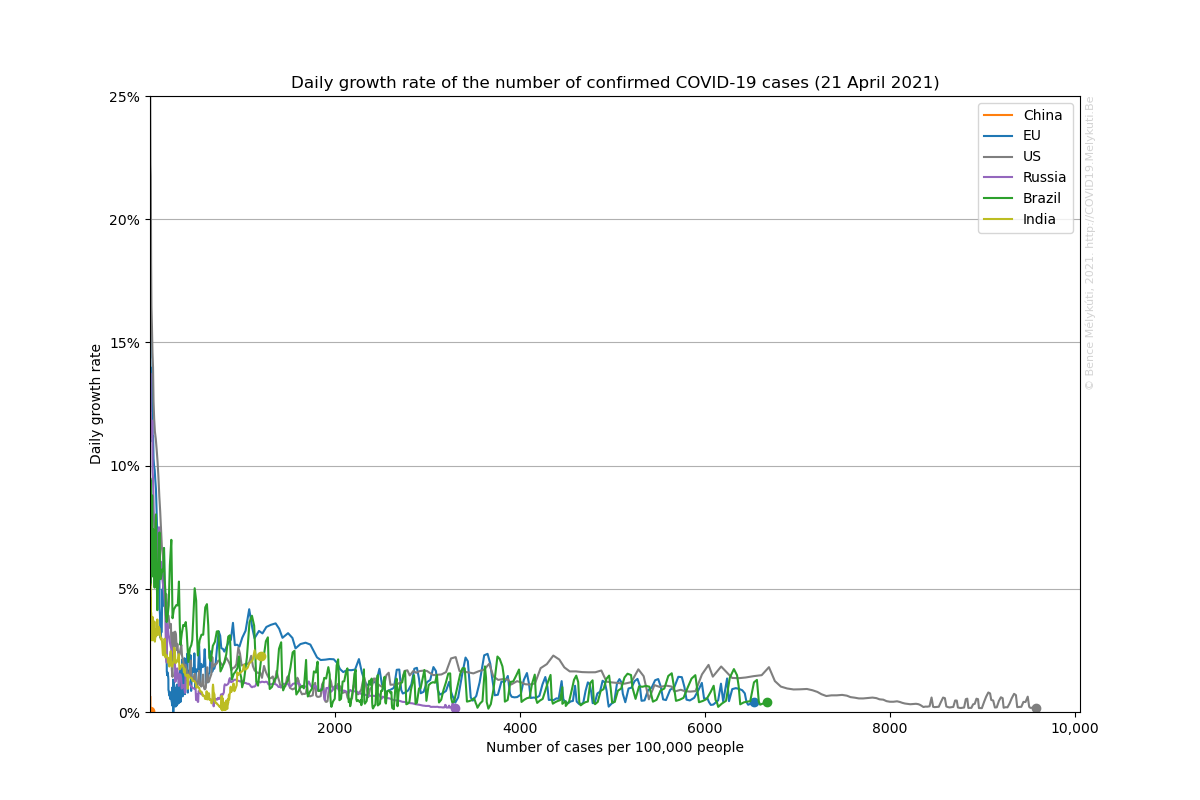 Daily growth rate of the number of confirmed COVID-19 cases (21 April 2021)
25%
20%
15%
10%
5%
0%
Daily growth rate
China
EU
US
Russia
Brazil
India
© Bence Melykuti, 2021  http://COVID19.Melykuti.Be
2000
4000
6000
8000
10,000
Number of cases per 100,000 people